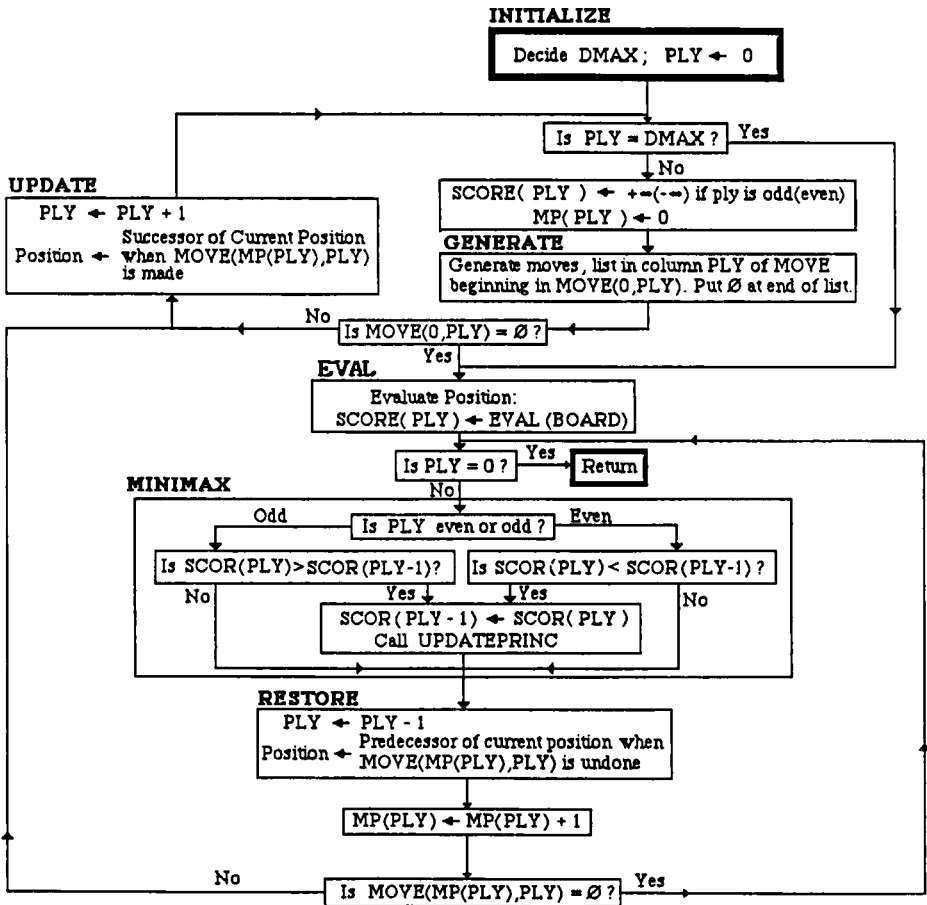 INITIALIZE
Decide DMAX; PLY ← 0
Is PLY = DMAX ?
Yes
No
UPDATE
PLY ← PLY + 1
Position ← Successor of Current Position
when MOVE(MP(PLY),PLY)
is made
SCORE( PLY ) ← +∞(-∞) if ply is odd(even)
MP(PLY) ← 0
GENERATE
Generate moves, list in column PLY of MOVE
beginning in MOVE(0,PLY). Put Ø at end of list.
No
Is MOVE(0,PLY) = Ø ?
Yes
EVAL
Evaluate Position:
SCORE( PLY) ← EVAL (BOARD)
Is PLY = 0 ?
Yes
Return
No
MINIMAX
Odd
Is PLY even or odd ?
Even
Is SCOR(PLY)>SCOR(PLY-1)?
Is SCOR(PLY) < SCOR(PLY-1) ?
No
Yes
Yes
No
SCOR(PLY - 1) ← SCOR( PLY )
Call UPDATEPRINC
RESTORE
PLY ← PLY - 1
Position ← Predecessor of current position when
MOVE(MP(PLY),PLY) is undone
MP(PLY) ← MP(PLY) + 1
No
Is MOVE(MP(PLY),PLY) = Ø ?
Yes